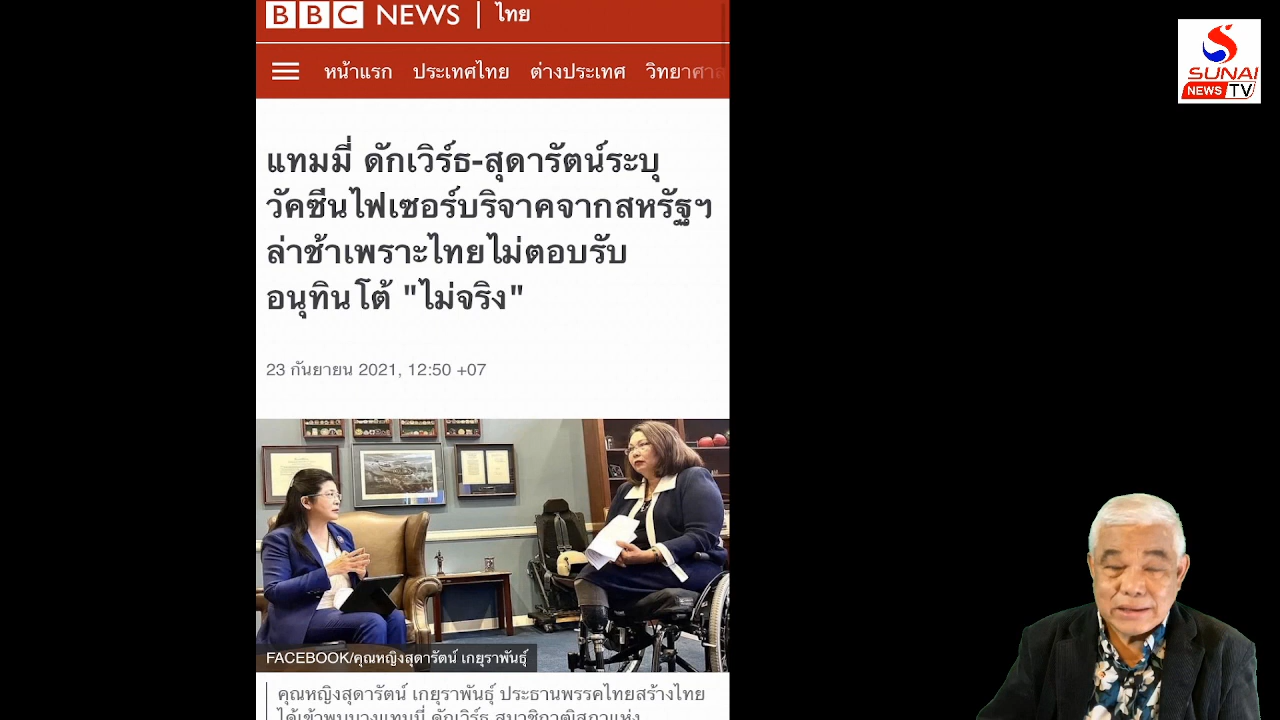 BBC NEWS | ไทย
หน้าแรก ประเทศไทย ต่างประเทศ
แทมมี่ ดักเวิร์ธ-สุดารัตน์ระบุ
วัคซีนไฟเซอร์บริจาคจากสหรัฐฯ
ล่าช้าเพราะไทยไม่ตอบรับ
อนุทินโต้ "ไม่จริง"
23 กันยายน 2021, 12:50 +07
FACEBOOK/คุณหญิงสุดารัตน์ เกยุราพันธุ์
คุณหญิงสุดารัตน์ เกยุราพันธุ์ ประธานพรรคไทยสร้างไทย
SUNAI
NEWS TV